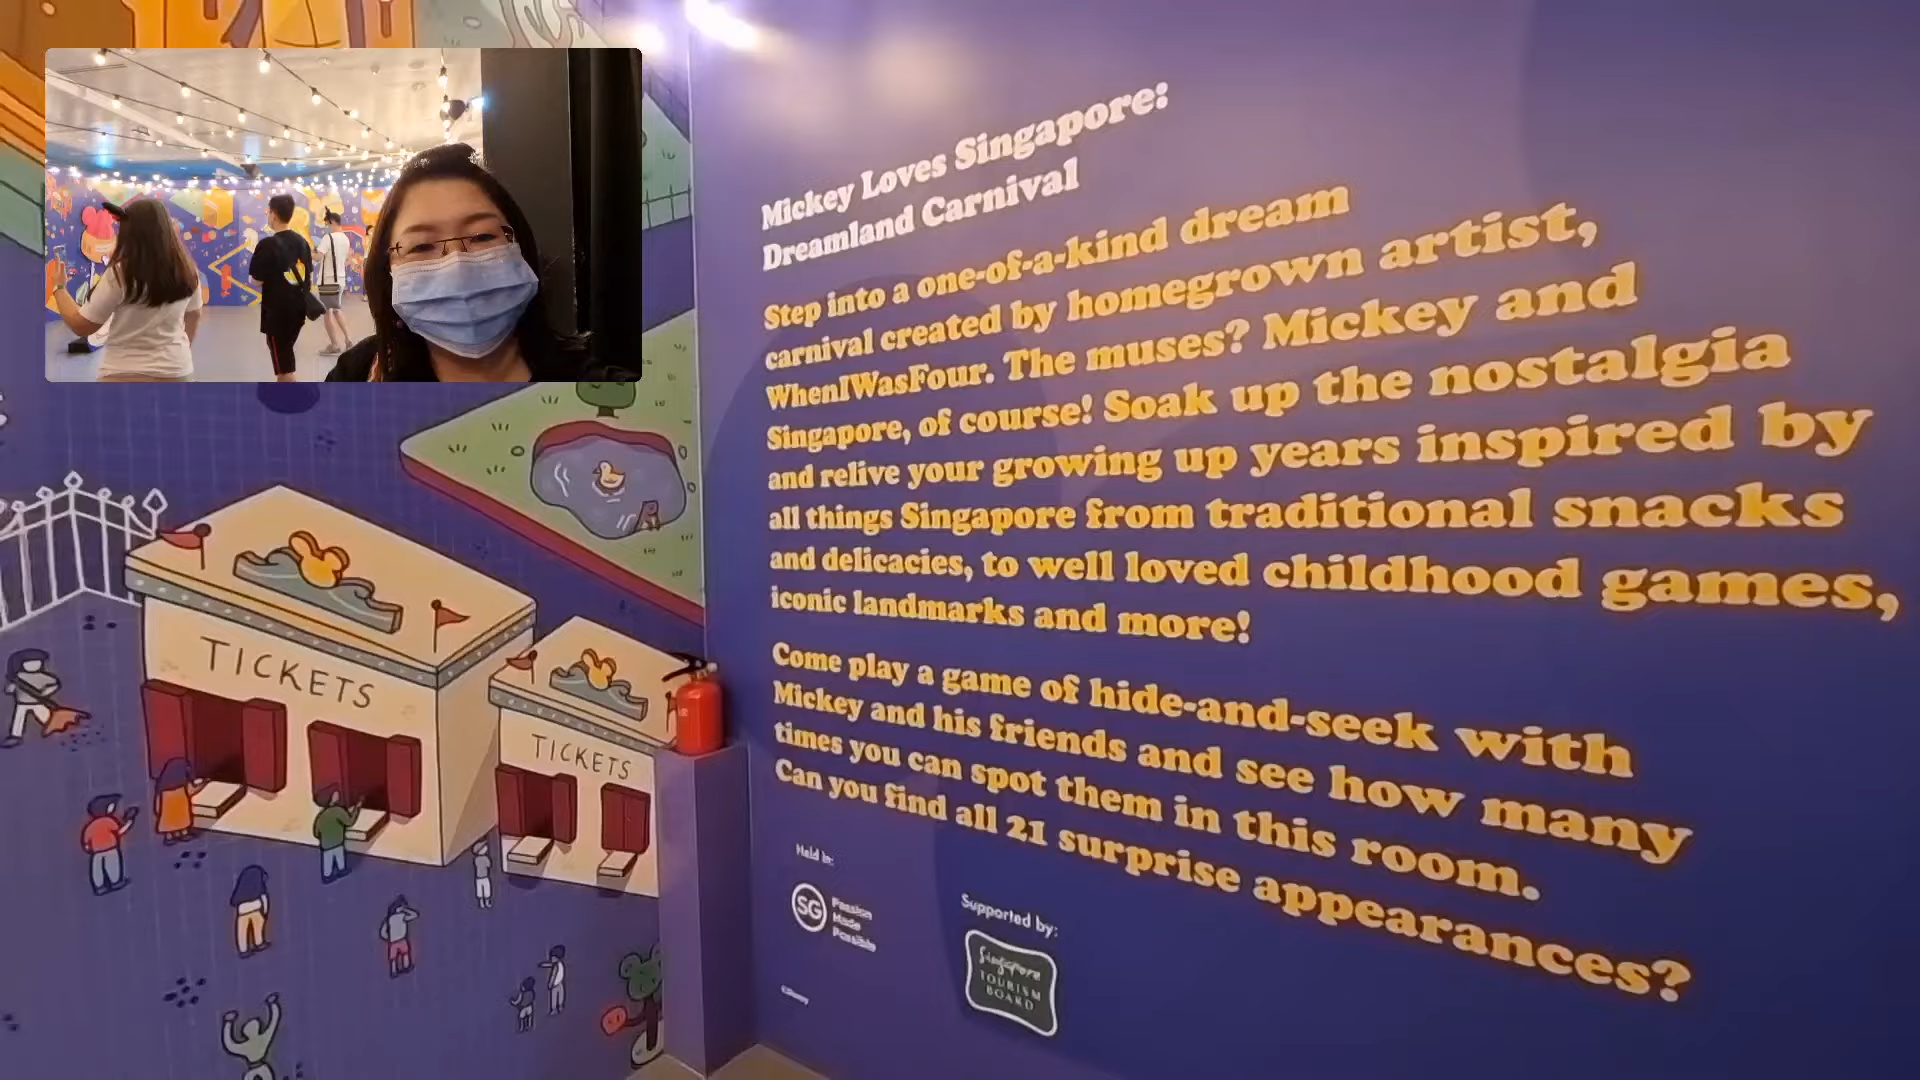 Mickey Loves Singapore:
Dreamland Carnival
Step into a one-of-a-kind dream
carnival created by homegrown artist,
WhenIWasFour. The muses? Mickey and
Singapore, of course! Soak up the nostalgia
and relive your growing up years inspired by
all things Singapore from traditional snacks
and delicacies, to well loved childhood games,
iconic landmarks and more!
Come play a game of hide-and-seek with
Mickey and his friends and see how many
times you can spot them in this room.
Can you find all 21 surprise appearances?
Held in:
SG
Passion
Made
Possible
Supported by:
Singapore
TOURISM
BOARD
©Disney
TICKETS
TICKETS